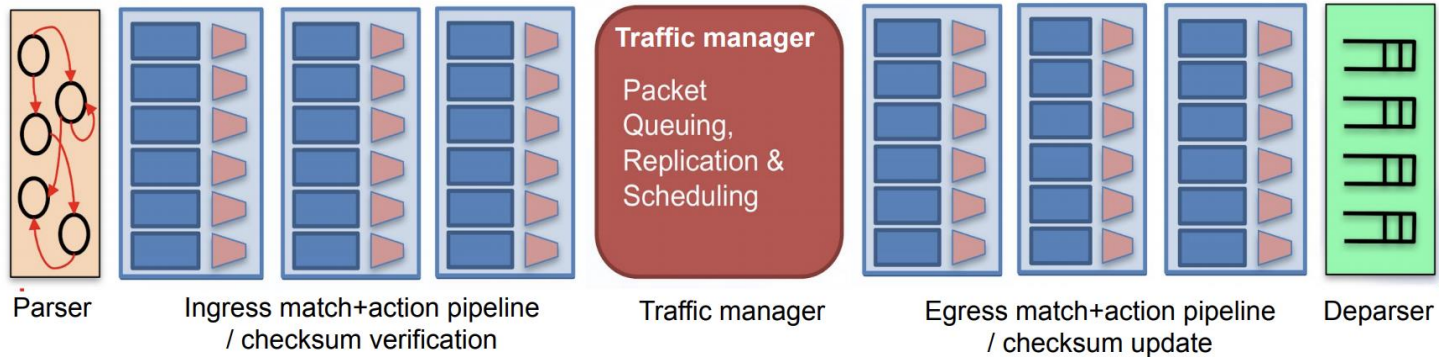 Traffic manager
Packet
Queuing,
Replication &
Scheduling
Parser
Ingress match+action pipeline
/ checksum verification
Traffic manager
Egress match+action pipeline
/ checksum update
Deparser